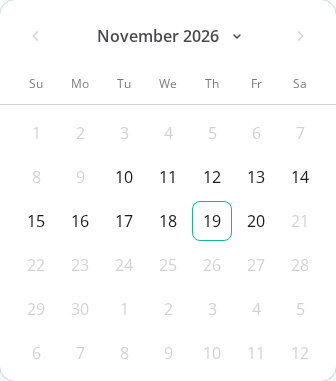 November 2026
Su Mo Tu We Th Fr Sa
1 2 3 4 5 6 7
8 9 10 11 12 13 14
15 16 17 18 19 20 21
22 23 24 25 26 27 28
29 30 1 2 3 4 5
6 7 8 9 10 11 12